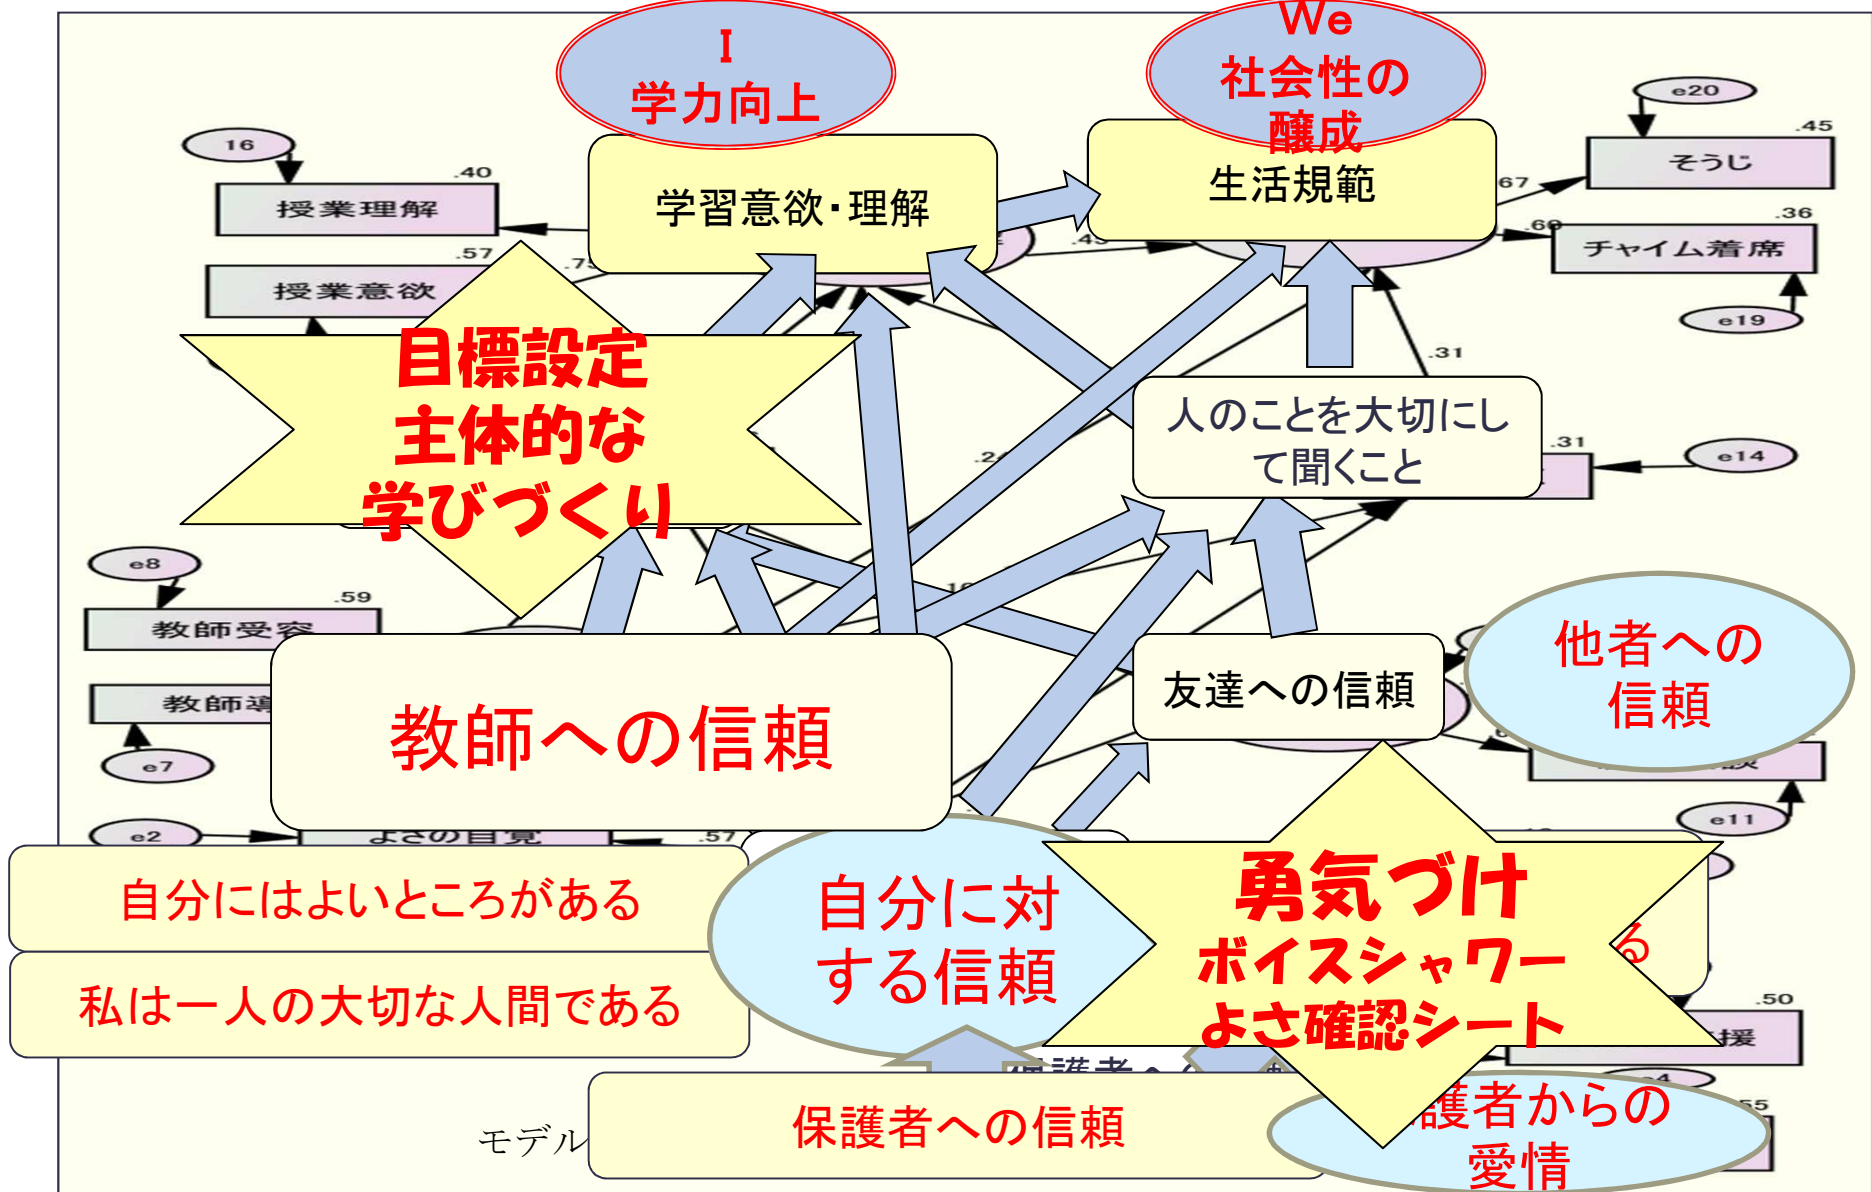 I
学力向上
We
社会性の
醸成
e20
.45
そうじ
16
.40
授業理解
学習意欲・理解
生活規範
.67
.60
.36
チャイム着席
.57
授業意欲
.43
e19
.31
目標設定
主体的な
学びづくり
人のことを大切にし
て聞くこと
.31
e14
e8
.59
教師受容
他者への
信頼
友達への信頼
教師への信頼
e7
e11
e2
よさの自覚
.57
自分にはよいところがある
自分に対
する信頼
勇気づけ
ボイスシャワー
よさ確認シート
る
私は一人の大切な人間である
.50
援
保護者への信頼
護者からの
愛情
モデル